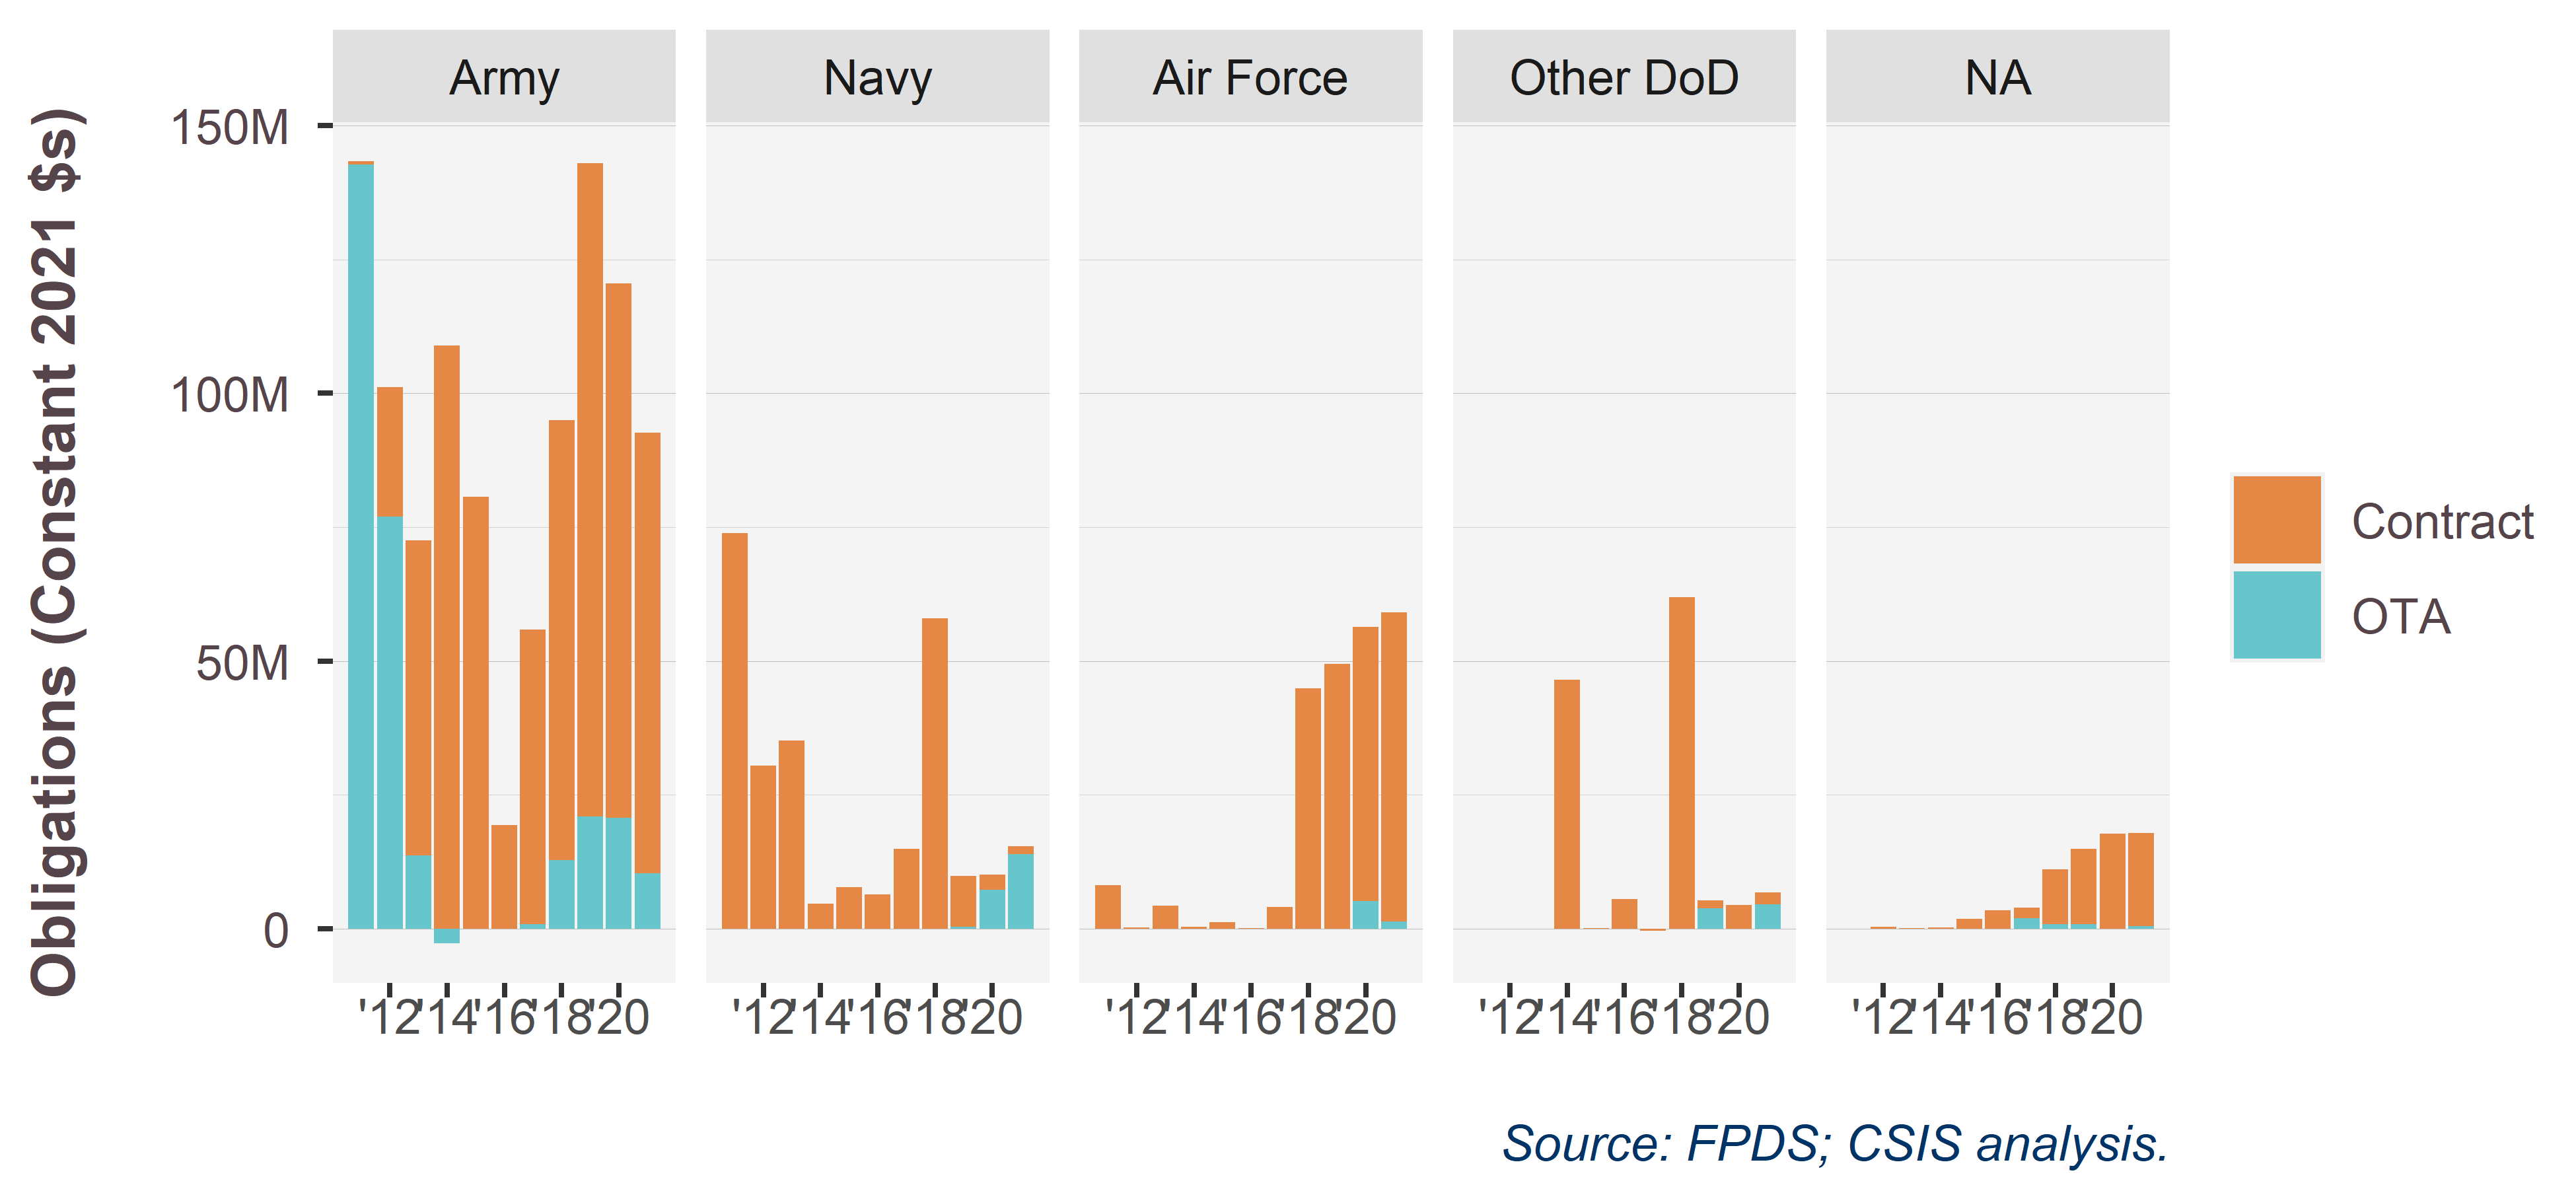 Army Navy Air Force Other DoD NA
Obligations (Constant 2021 $s)
150M
100M
50M
0
'12 '14 '16 '18 '20 '12 '14 '16 '18 '20 '12 '14 '16 '18 '20 '12 '14 '16 '18 '20 '12 '14 '16 '18 '20
Contract
OTA
Source: FPDS; CSIS analysis.